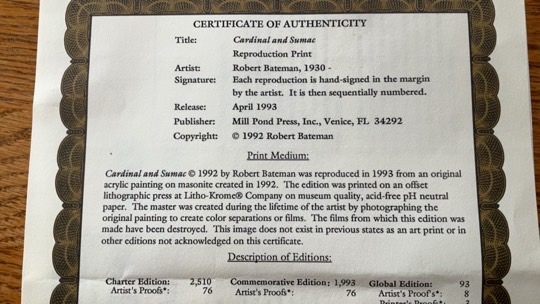 CERTIFICATE OF AUTHENTICITY
Title: Cardinal and Sumac
Reproduction Print
Artist: Robert Bateman, 1930 -
Signature: Each reproduction is hand-signed in the margin
by the artist. It is then sequentially numbered.
Release: April 1993
Publisher: Mill Pond Press, Inc., Venice, FL 34292
Copyright: © 1992 Robert Bateman
Print Medium:
Cardinal and Sumac © 1992 by Robert Bateman was reproduced in 1993 from an original
acrylic painting on masonite created in 1992. The edition was printed on an offset
lithographic press at Litho-Krome® Company on museum quality, acid-free pH neutral
paper. The master was created during the lifetime of the artist by photographing the
original painting to create color separations or films. The films from which this edition was
made have been destroyed. This image does not exist in previous states as an art print or in
other editions not acknowledged on this certificate.
Description of Editions:
Charter Edition: 2,510 Commemorative Edition: 1,993 Global Edition: 93
Artist's Proofs*: 76 Artist's Proofs*: 76 Artist's Proofs*: 8
Printer's Proofs*: 3